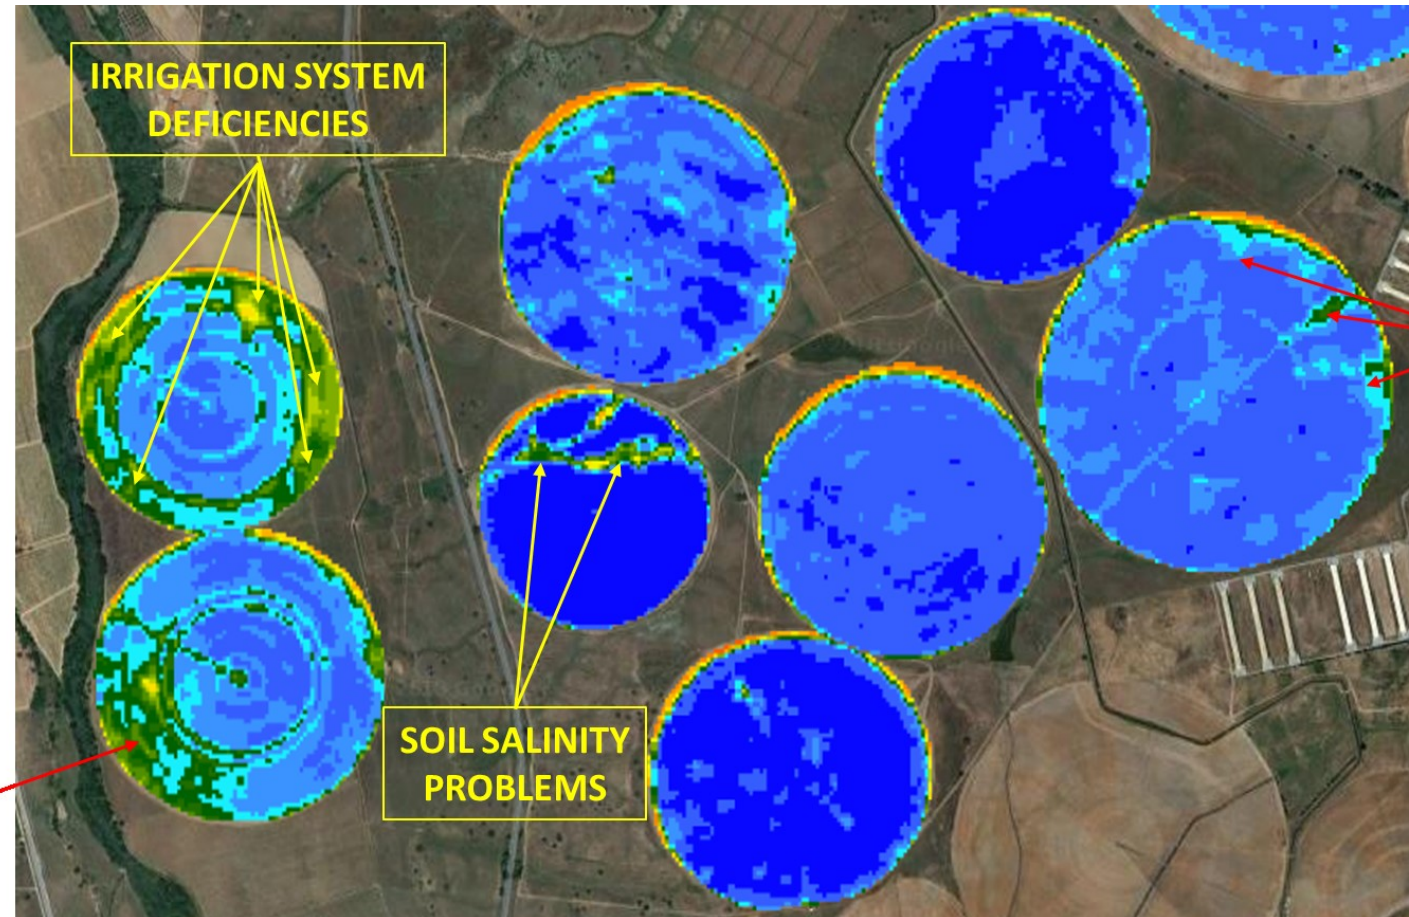 IRRIGATION SYSTEM
DEFICIENCIES
SOIL SALINITY
PROBLEMS